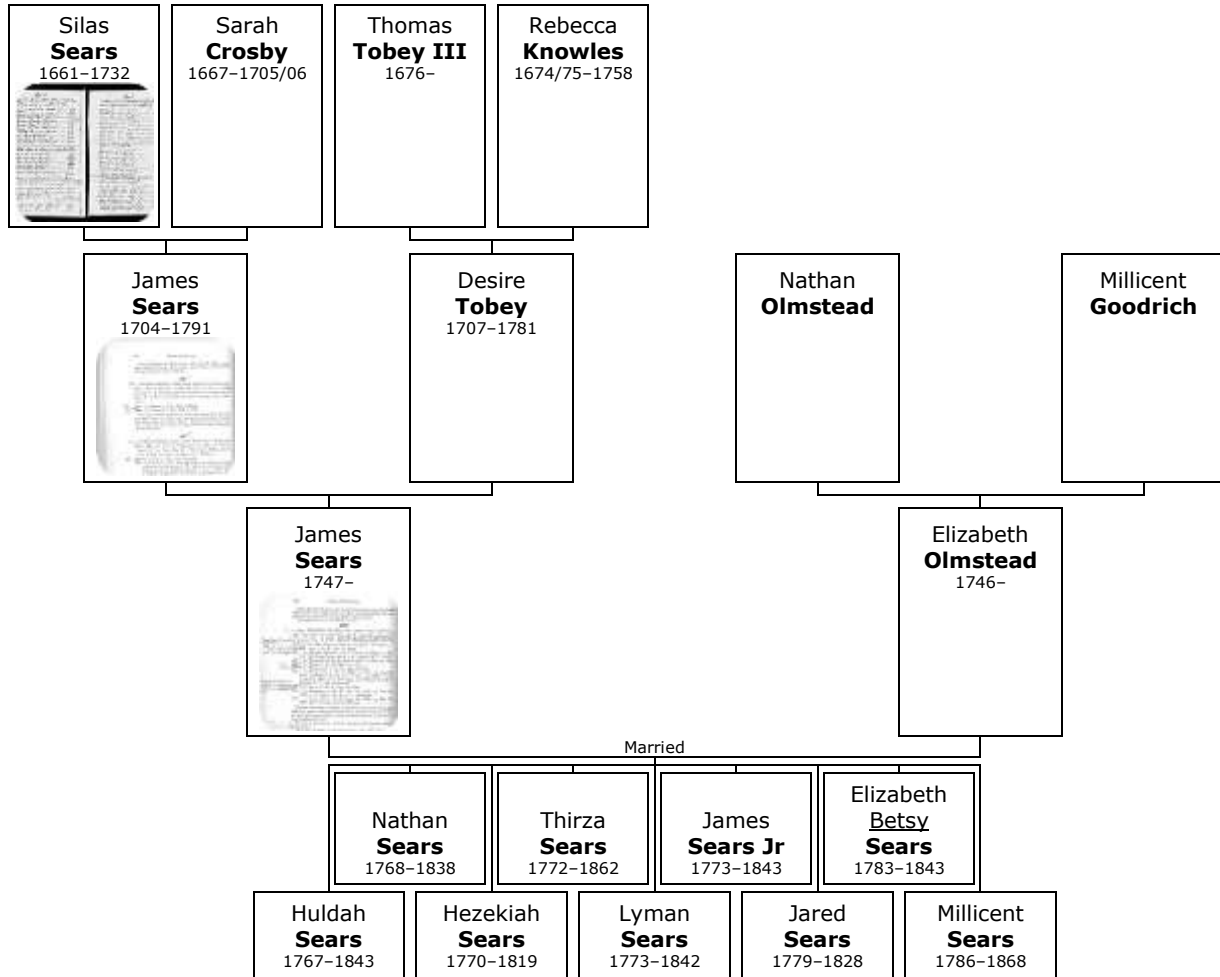 Silas
Sears
1661–1732
Sarah
Crosby
1667–1705/06
Thomas
Tobey III
1676–
Rebecca
Knowles
1674/75–1758
James
Sears
1704–1791
Desire
Tobey
1707–1781
Nathan
Olmstead
Millicent
Goodrich
James
Sears
1747–
Elizabeth
Olmstead
1746–
Married
Nathan
Sears
1768–1838
Thirza
Sears
1772–1862
James
Sears Jr
1773–1843
Elizabeth
Betsy
Sears
1783–1843
Huldah
Sears
1767–1843
Hezekiah
Sears
1770–1819
Lyman
Sears
1773–1842
Jared
Sears
1779–1828
Millicent
Sears
1786–1868